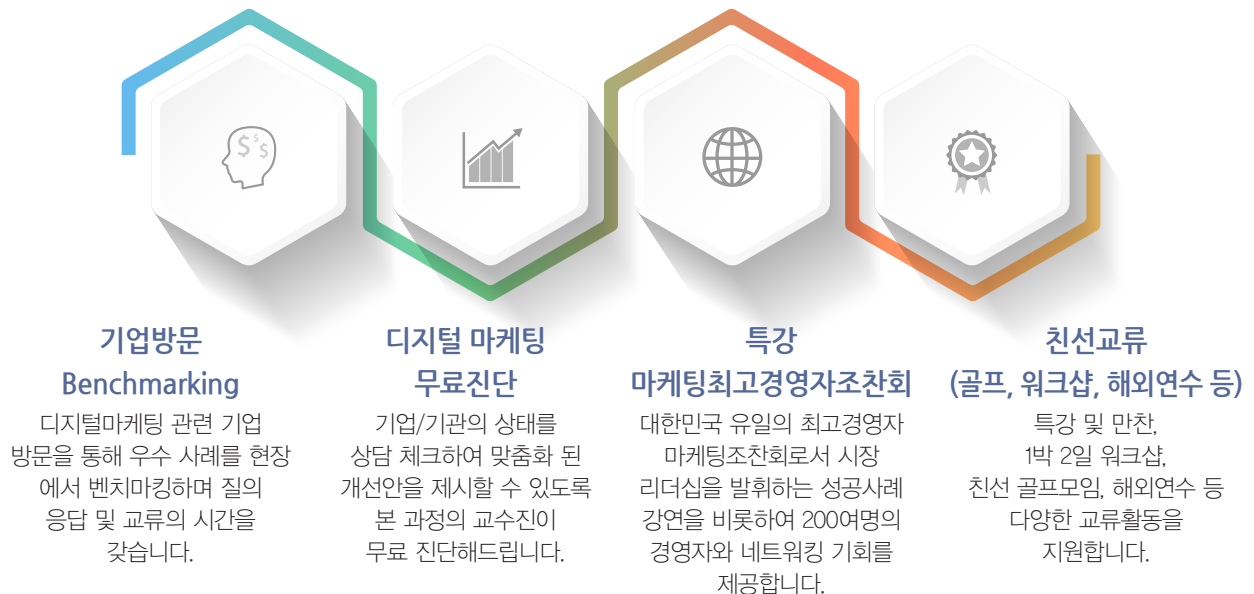 $ $ $
기업방문
Benchmarking
디지털마케팅 관련 기업
방문을 통해 우수 사례를 현장
에서 벤치마킹하며 질의
응답 및 교류의 시간을
갖습니다.
디지털 마케팅
무료진단
기업/기관의 상태를
상담 체크하여 맞춤화 된
개선안을 제시할 수 있도록
본 과정의 교수진이
무료 진단해드립니다.
특강
마케팅최고경영자조찬회
대한민국 유일의 최고경영자
마케팅조찬회로서 시장
리더십을 발휘하는 성공사례
강연을 비롯하여 200여명의
경영자와 네트워킹 기회를
제공합니다.
친선교류
(골프, 워크샵, 해외연수 등)
특강 및 만찬,
1박 2일 워크샵,
친선 골프모임, 해외연수 등
다양한 교류활동을
지원합니다.